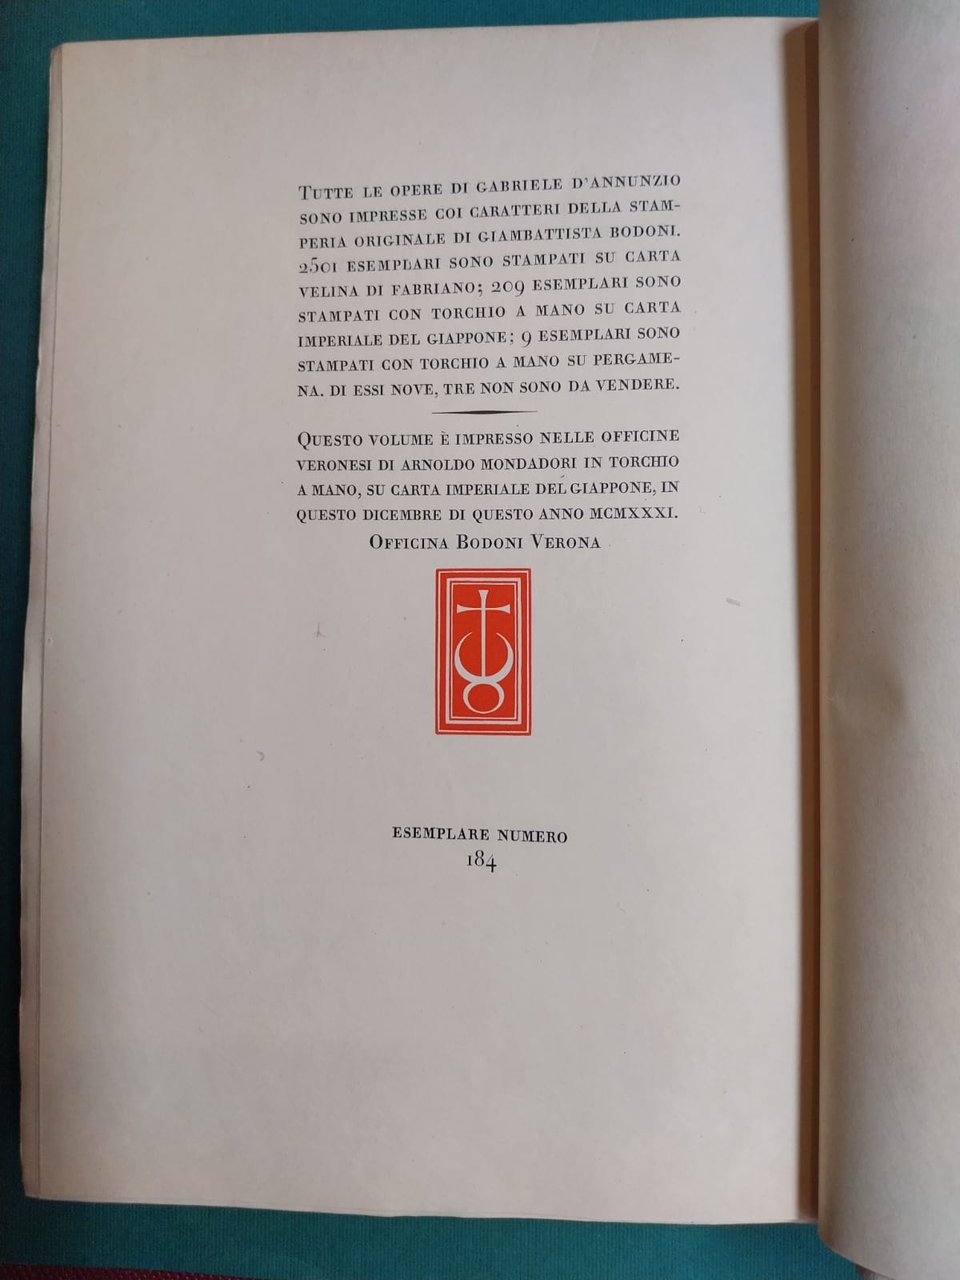 TUTTE LE OPERE DI GABRIELE D'ANNUNZIO
SONO IMPRESSE COI CARATTERI DELLA STAM-
PERIA ORIGINALE DI GIAMBATTISTA BODONI.
2501 ESEMPLARI SONO STAMPATI SU CARTA
VELINA DI FABRIANO; 209 ESEMPLARI SONO
STAMPATI CON TORCHIO A MANO SU CARTA
IMPERIALE DEL GIAPPONE; 9 ESEMPLARI SONO
STAMPATI CON TORCHIO A MANO SU PERGAME-
NA. DI ESSI NOVE, TRE NON SONO DA VENDERE.
QUESTO VOLUME È IMPRESSO NELLE OFFICINE
VERONESI DI ARNOLDO MONDADORI IN TORCHIO
A MANO, SU CARTA IMPERIALE DEL GIAPPONE, IN
QUESTO DICEMBRE DI QUESTO ANNO MCMXXXI.
OFFICINA BODONI VERONA
ESEMPLARE NUMERO
184